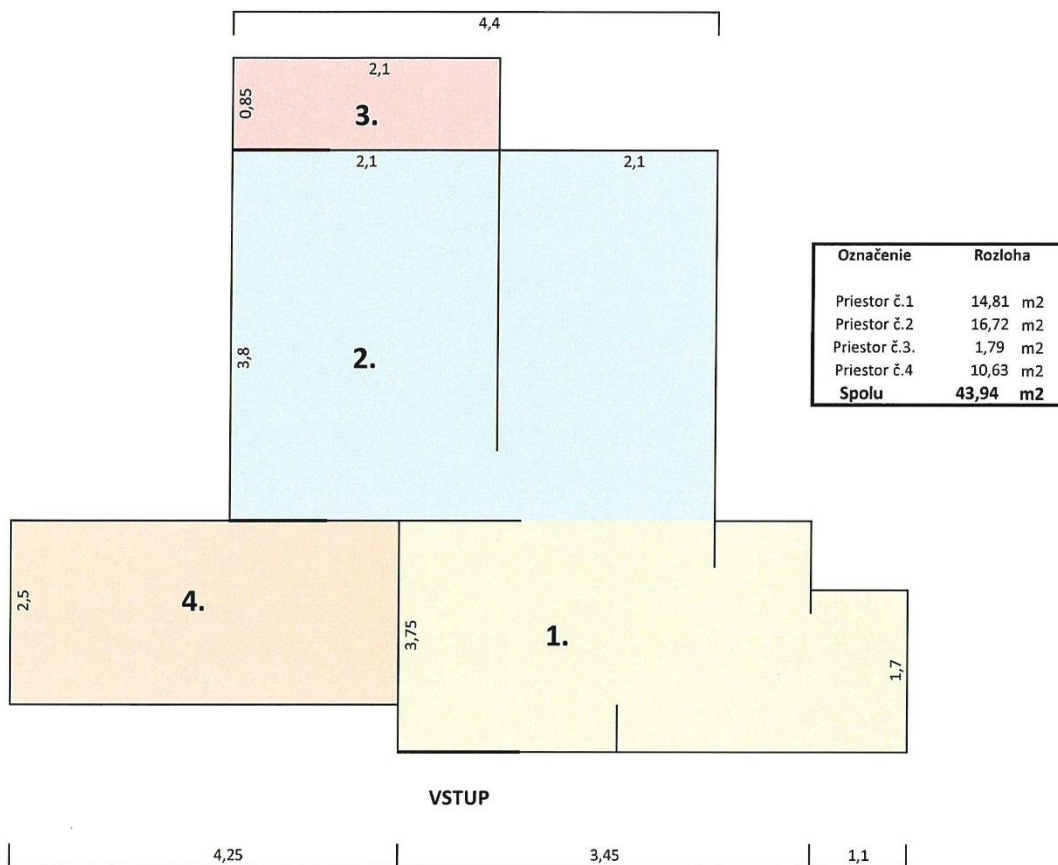 4,4
2,1
0,85
3.
2,1
2,1
Označenie Rozloha
Priestor č.1 14,81 m2
Priestor č.2 16,72 m2
Priestor č.3. 1,79 m2
Priestor č.4 10,63 m2
Spolu 43,94 m2
3,8
2.
2,5
4.
3,75
1.
1,7
VSTUP
4,25
3,45
1,1